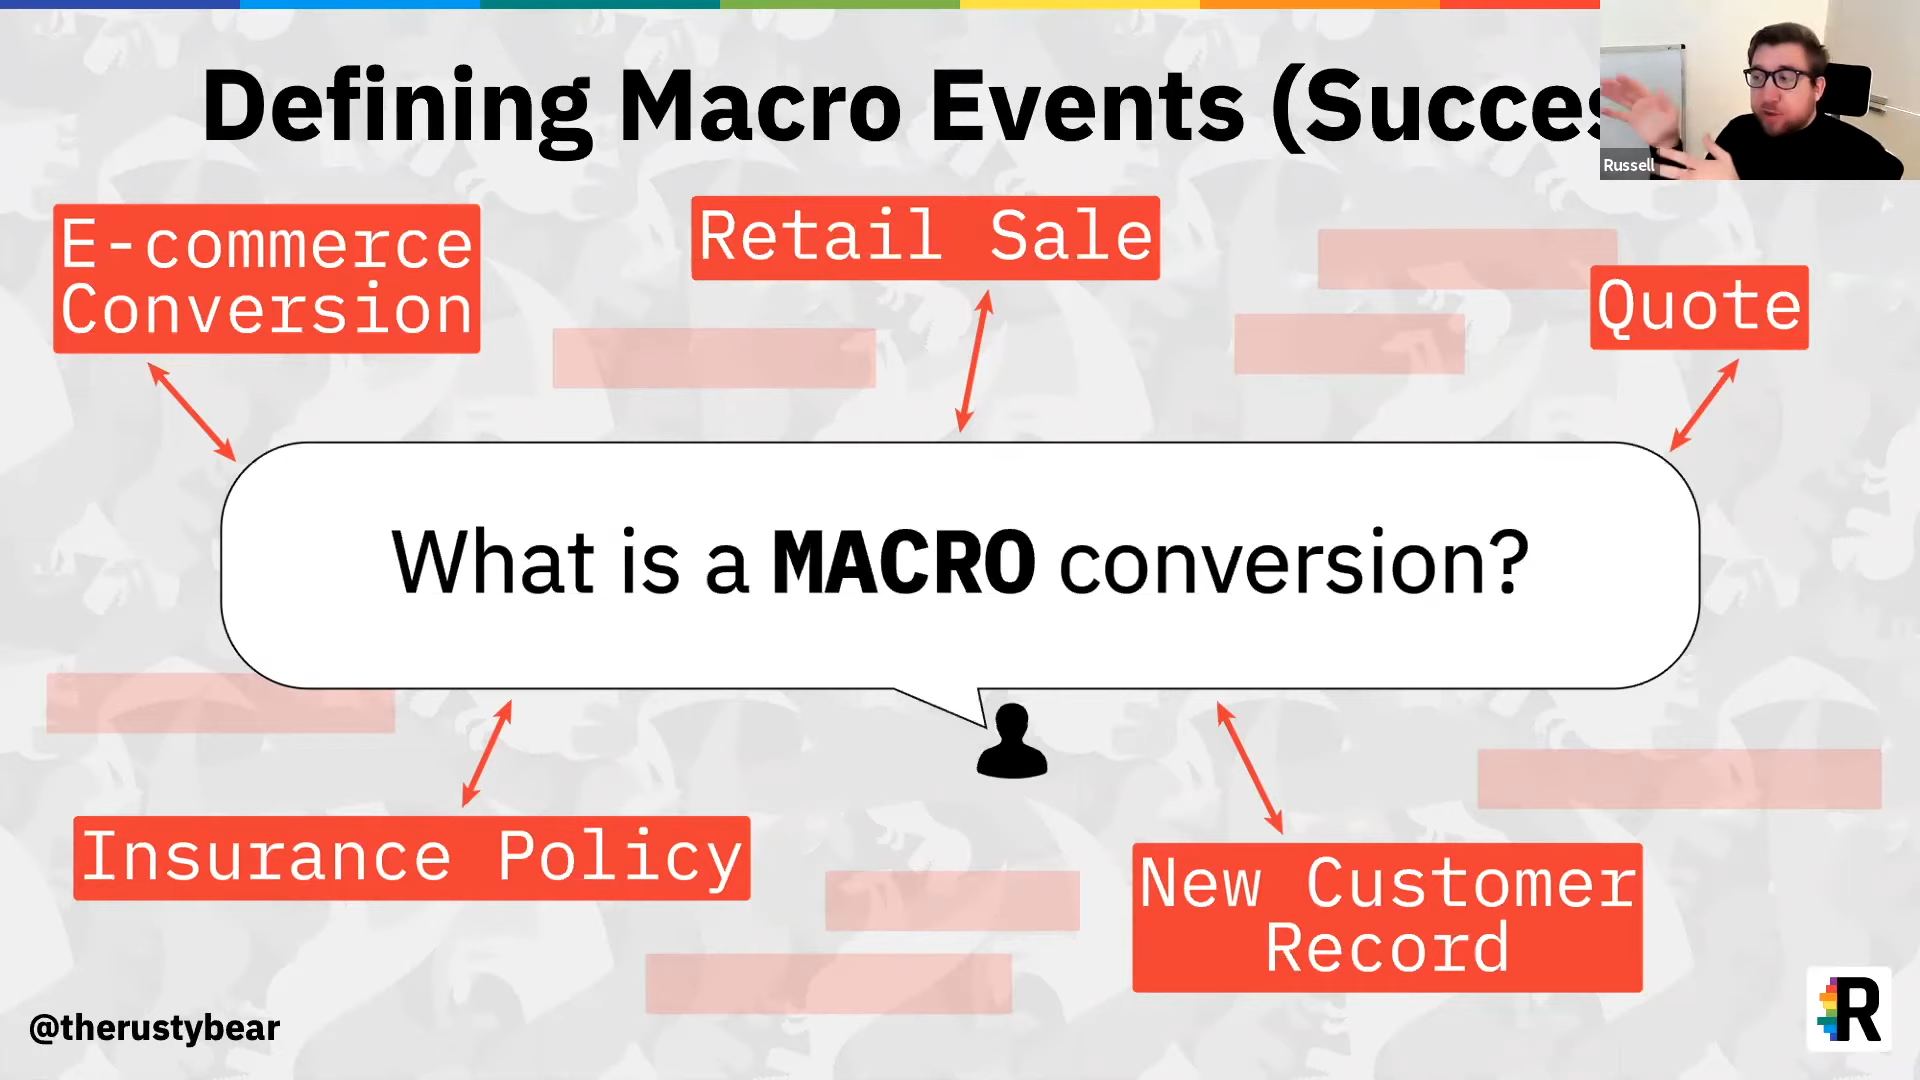 Defining Macro Events (Succes
Russell
E-commerce
Conversion
Retail Sale
Quote
What is a MACRO conversion?
Insurance Policy
New Customer
Record
@therustybear
R